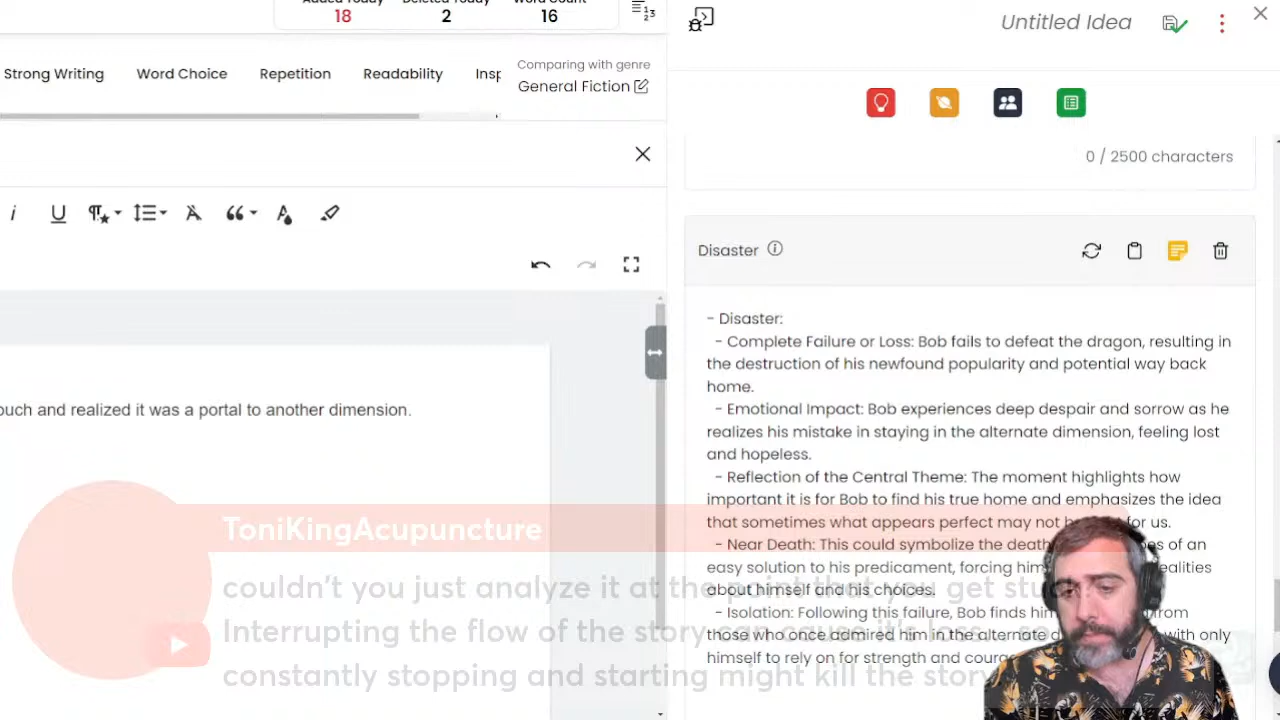 Added Today
Deleted Today
Word Count
18
2
16
Untitled Idea
Strong Writing
Word Choice
Repetition
Readability
Comparing with genre
General Fiction
0 / 2500 characters
Disaster
- Disaster:
- Complete Failure or Loss: Bob fails to defeat the dragon, resulting in
the destruction of his newfound popularity and potential way back
home.
- Emotional Impact: Bob experiences deep despair and sorrow as he
realizes his mistake in staying in the alternate dimension, feeling lost
and hopeless.
- Reflection of the Central Theme: The moment highlights how
important it is for Bob to find his true home and emphasizes the idea
that sometimes what appears perfect may not for us.
- Near Death: This could symbolize the death of an
easy solution to his predicament, forcing
about himself and his choices.
- Isolation: Following this failure, Bob finds from
those who once admired him in the alternate with only
himself to rely on for strength and
and realized it was a portal to another dimension.
ToniKingAcupuncture
couldn't you just analyze it at the point that you get
Interrupting the flow of the story can cause it's loss
constantly stopping and starting might kill the story